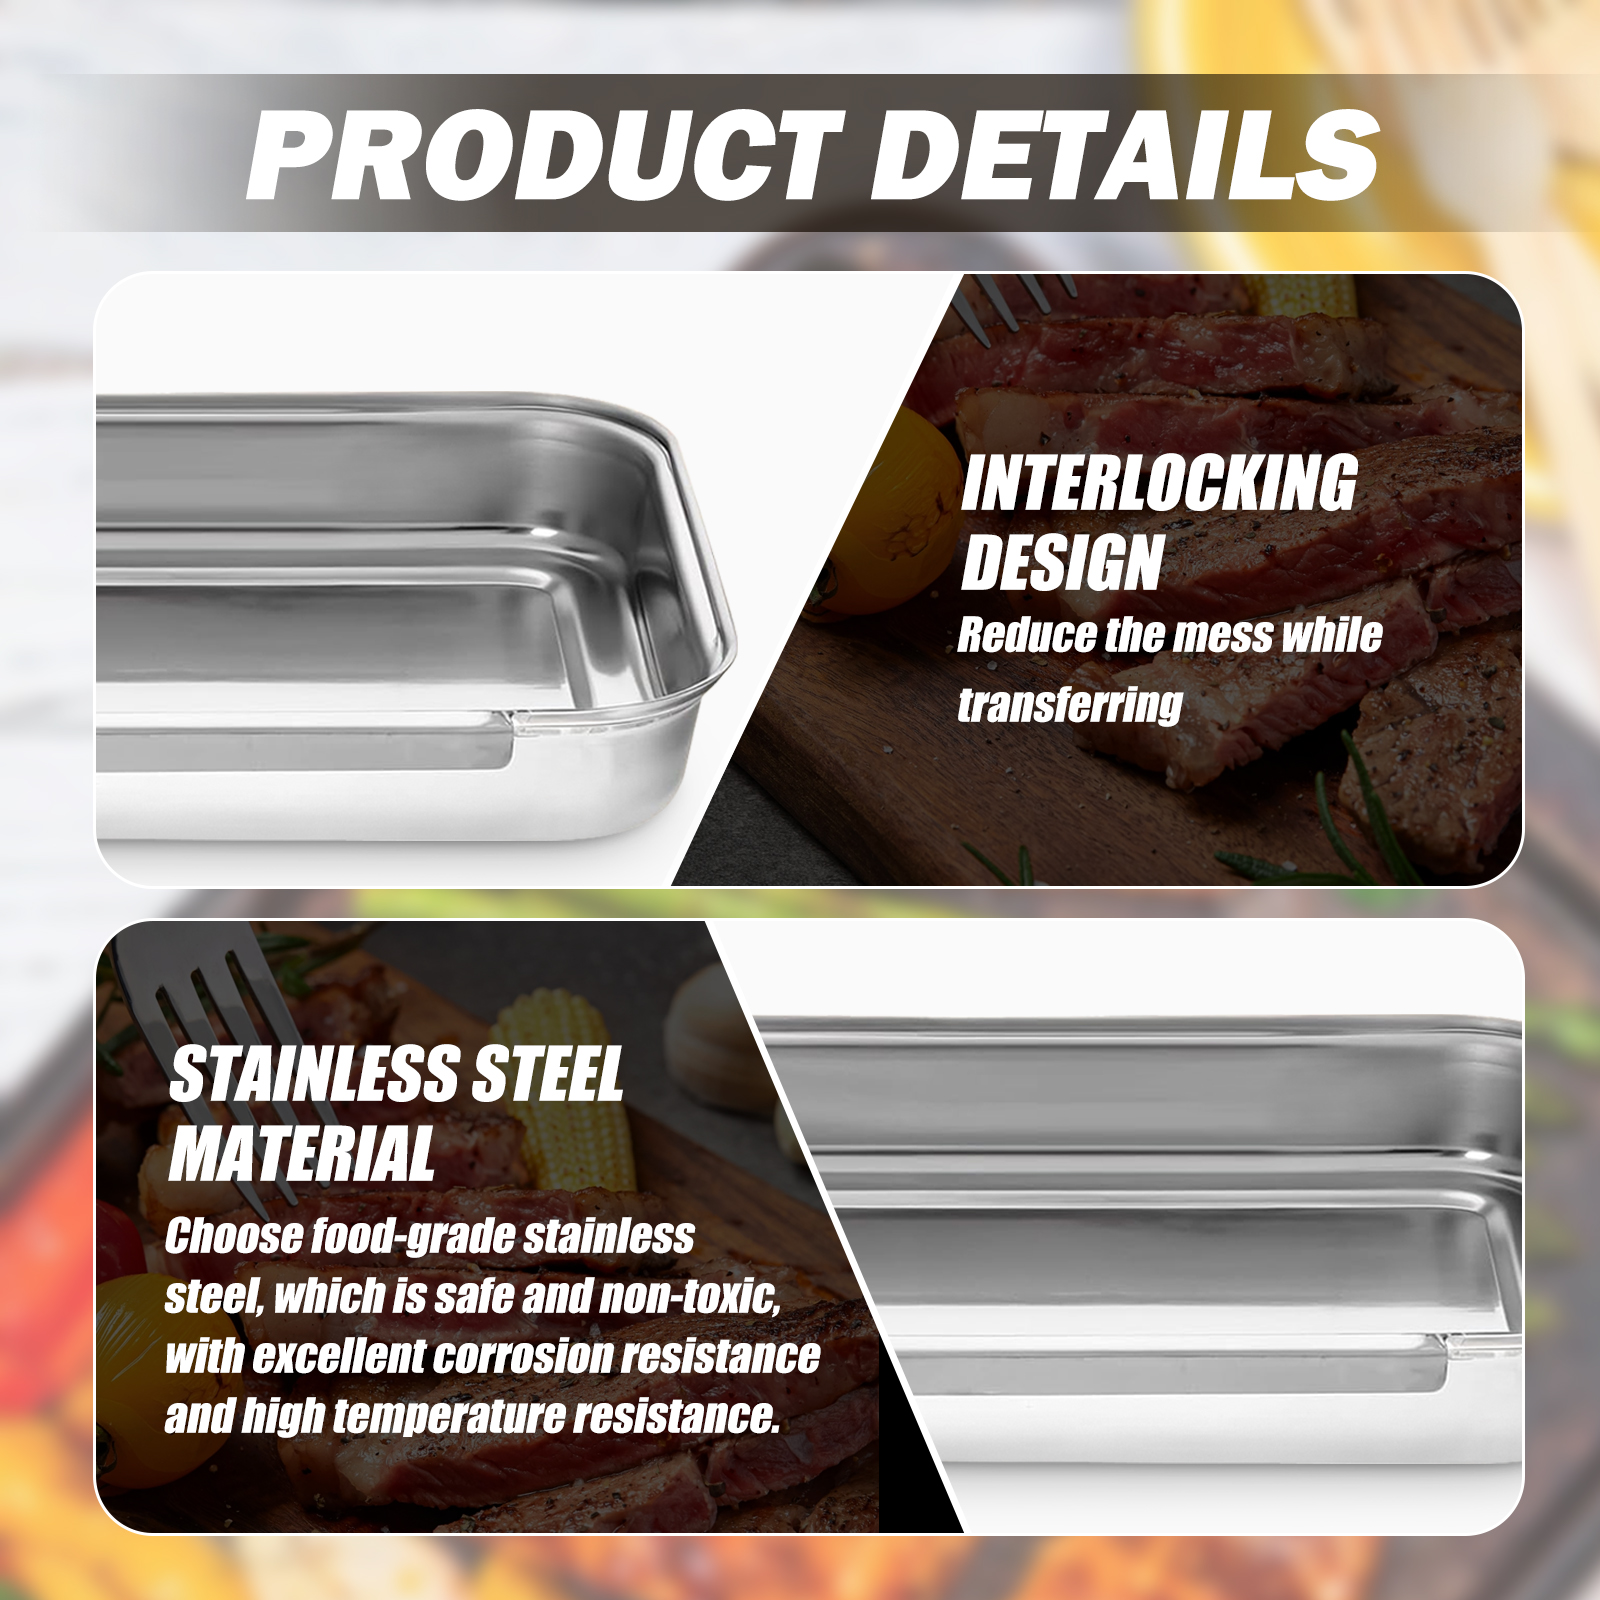 PRODUCT DETAILS
INTERLOCKING
DESIGN
Reduce the mess while
transferring
STAINLESS STEEL
MATERIAL
Choose food-grade stainless
steel, which is safe and non-toxic,
with excellent corrosion resistance
and high temperature resistance.